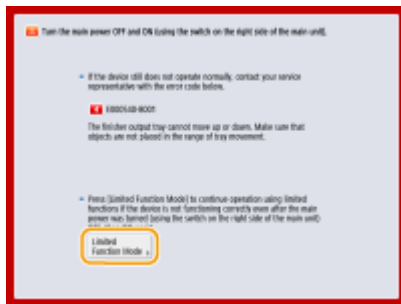 Turn the main power OFF and ON (using the switch on the right side of the main unit).
If the device still does not operate normally, contact your service
representative with the error code below.
E000540-8001
The finisher output tray cannot move up or down. Make sure that
objects are not placed in the range of tray movement.
Press [Limited Function Mode] to continue operation using limited
functions if the device is not functioning correctly even after the main
power was turned (using the switch on the right side of the main unit)
Limited
Function Mode